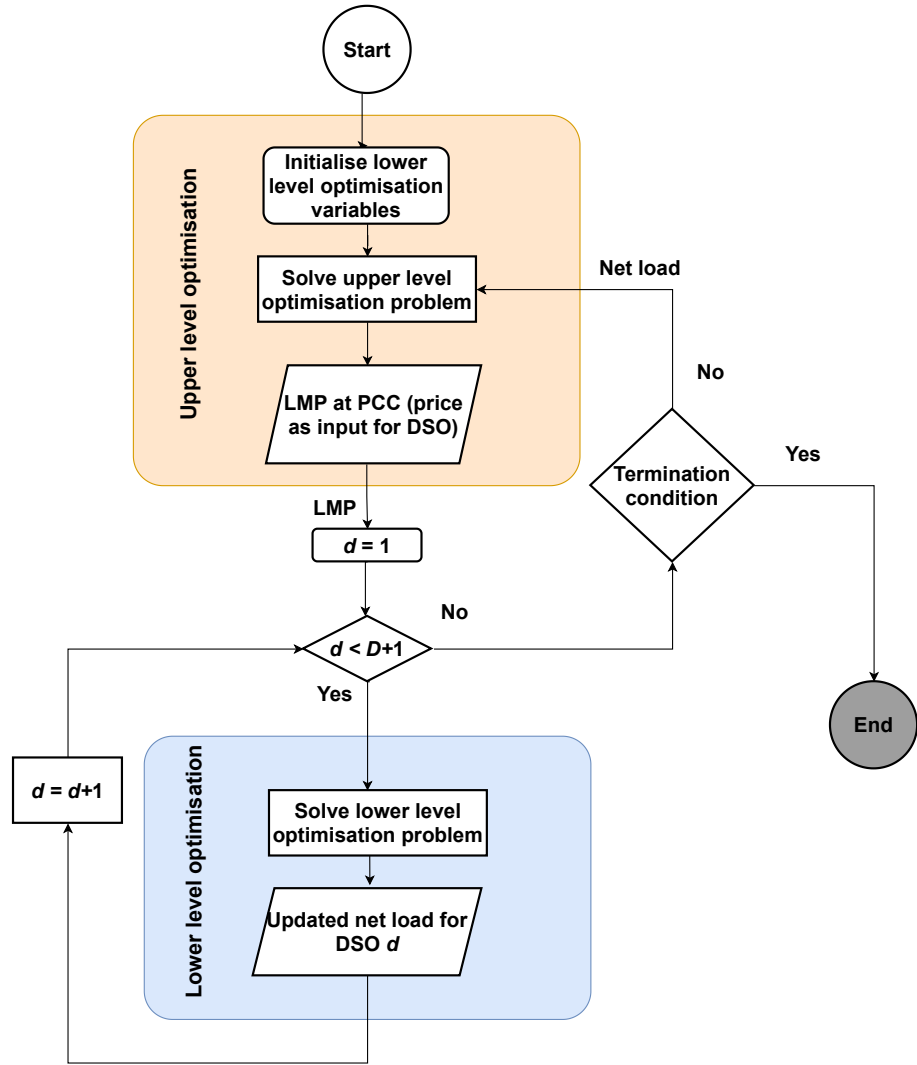 Start
Upper level optimisation
Initialise lower
level optimisation
variables
Solve upper level
optimisation problem
Net load
LMP at PCC (price
as input for DSO)
No
Termination
condition
Yes
LMP
d = 1
d < D+1
No
Yes
End
d = d+1
Lower level optimisation
Solve lower level
optimisation problem
Updated net load for
DSO d